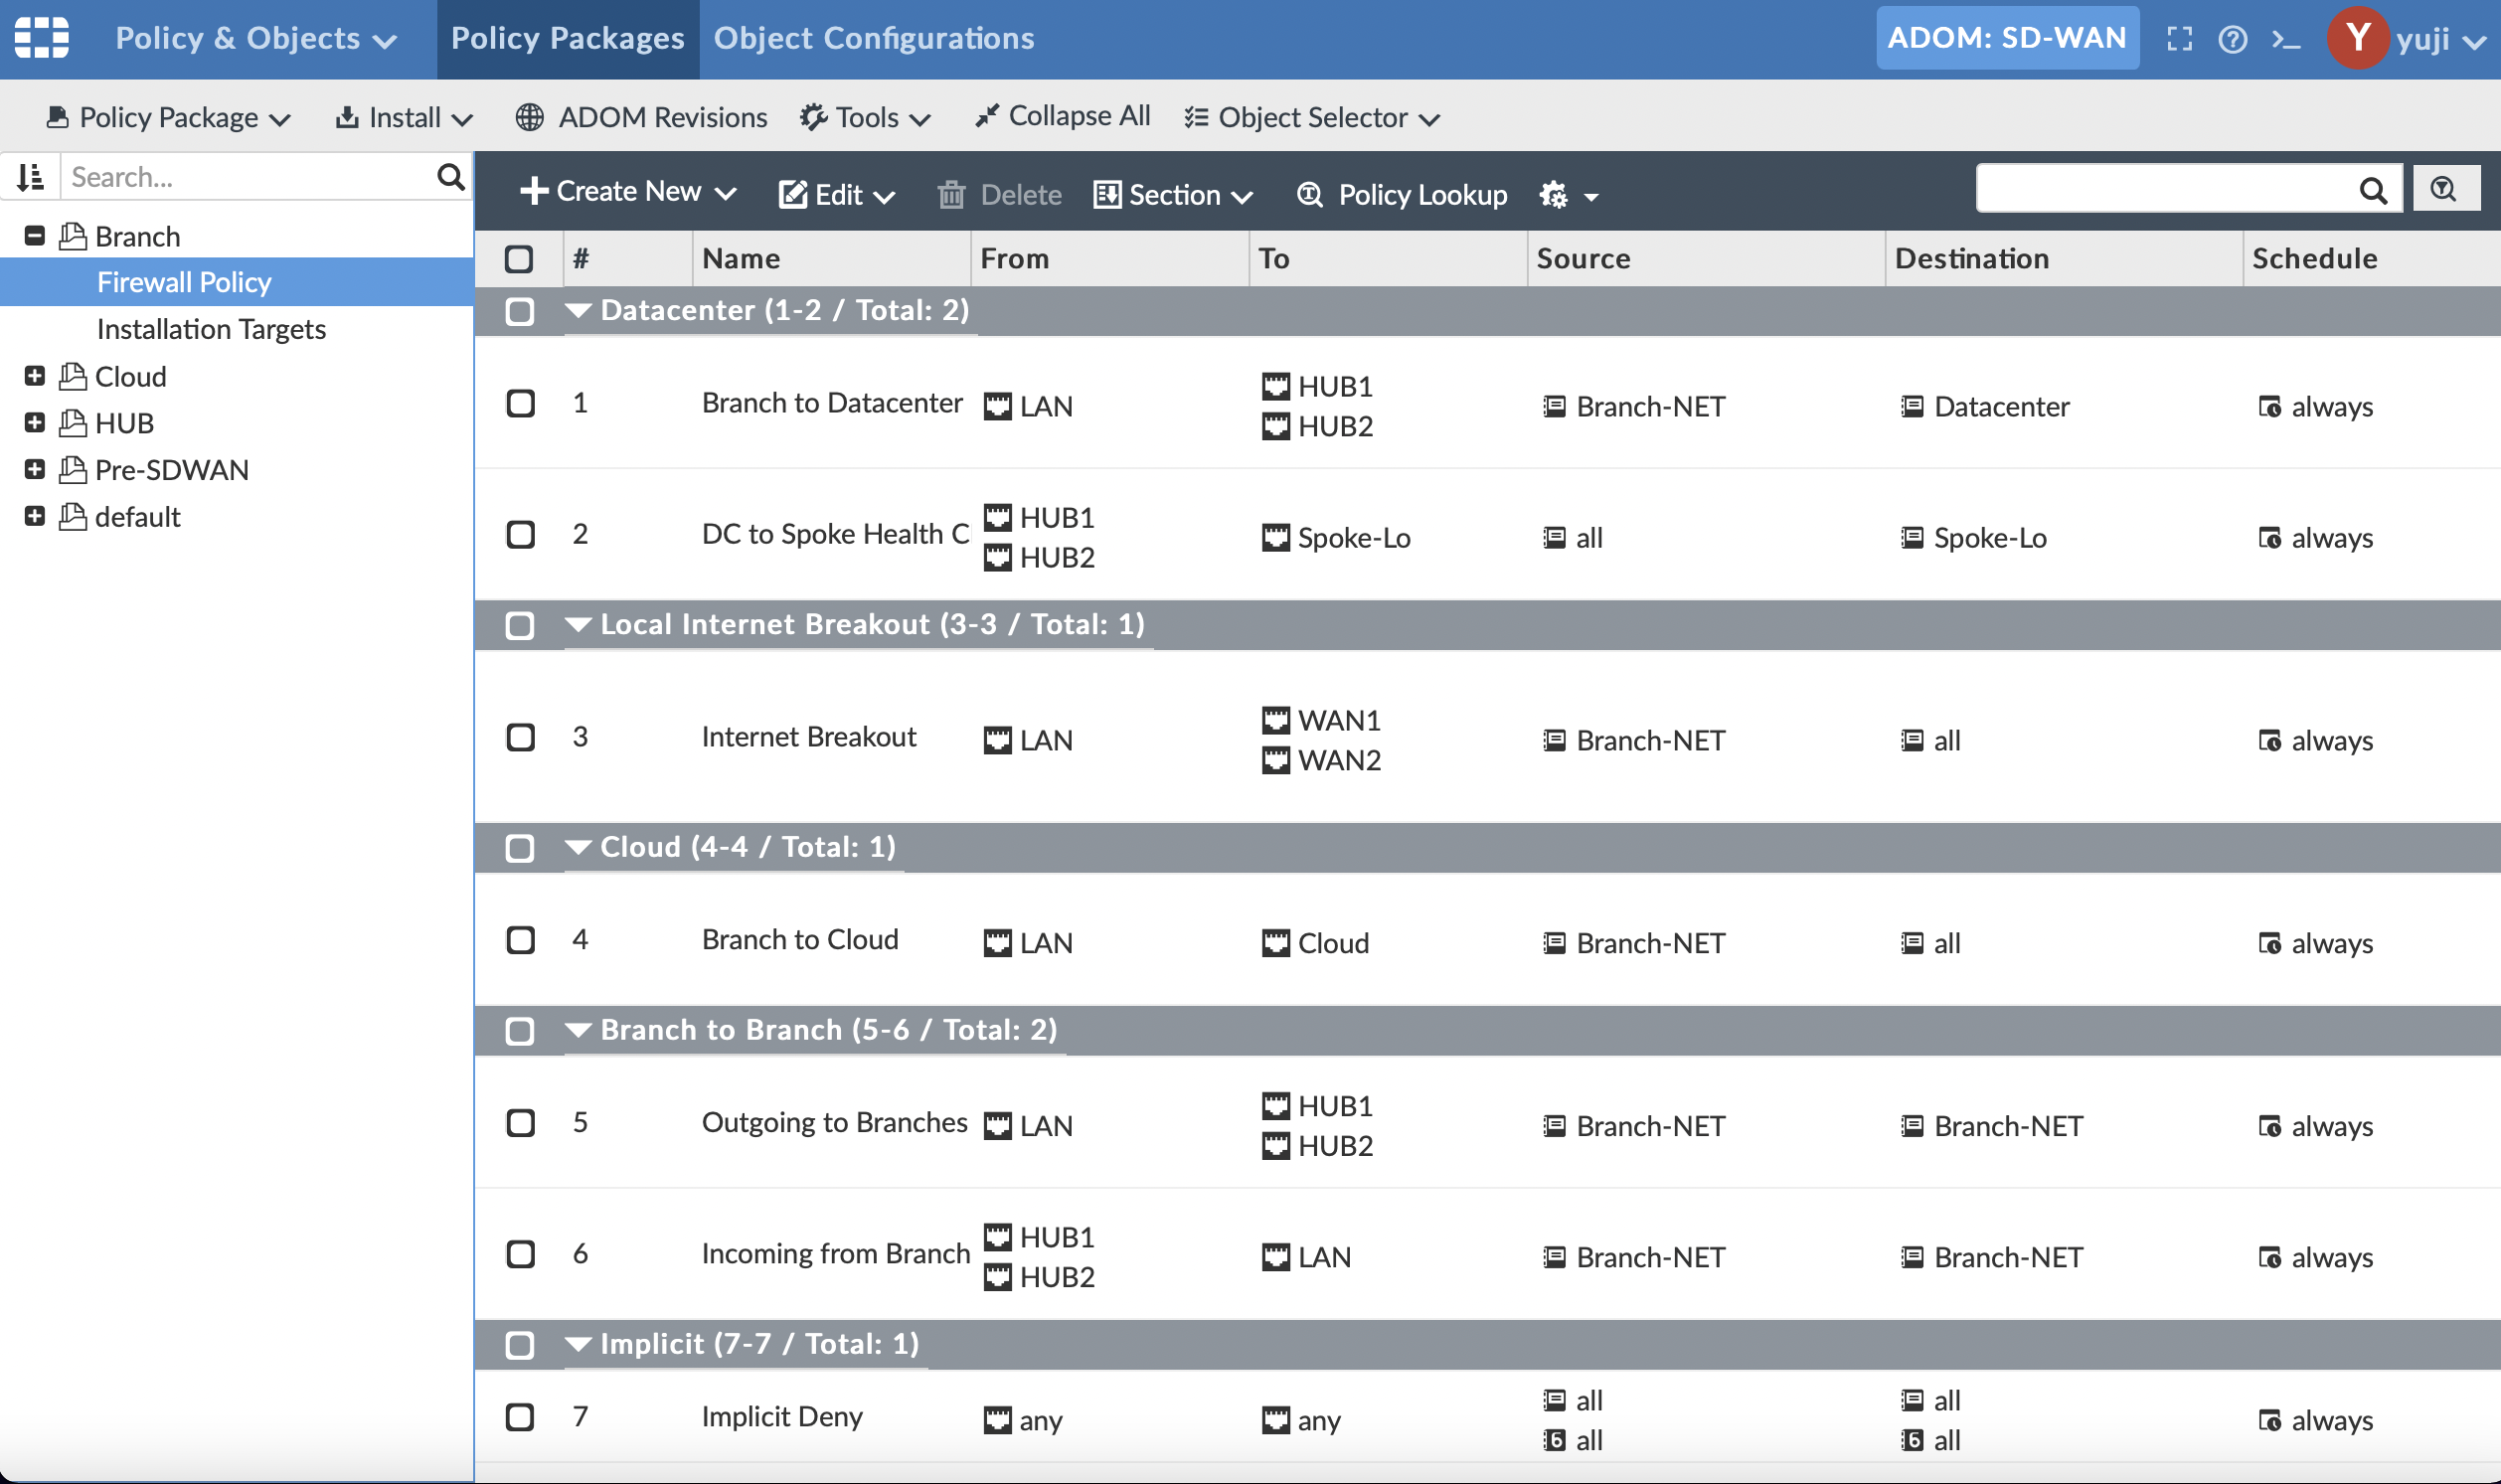 Policy & Objects Policy Packages Object Configurations ADOM: SD-WAN Y yuji
Policy Package Install ADOM Revisions Tools Collapse All Object Selector
Search...
Create New Edit Delete Section Policy Lookup
Branch
Firewall Policy
Installation Targets
Cloud
HUB
Pre-SDWAN
default
# Name From To Source Destination Schedule
Datacenter (1-2 / Total: 2)
1 Branch to Datacenter LAN HUB1 HUB2 Branch-NET Datacenter always
2 DC to Spoke Health C HUB1 HUB2 Spoke-Lo all Spoke-Lo always
Local Internet Breakout (3-3 / Total: 1)
3 Internet Breakout LAN WAN1 WAN2 Branch-NET all always
Cloud (4-4 / Total: 1)
4 Branch to Cloud LAN Cloud Branch-NET all always
Branch to Branch (5-6 / Total: 2)
5 Outgoing to Branches LAN HUB1 HUB2 Branch-NET Branch-NET always
6 Incoming from Branch HUB1 HUB2 LAN Branch-NET Branch-NET always
Implicit (7-7 / Total: 1)
7 Implicit Deny any any all 6 all all 6 all always